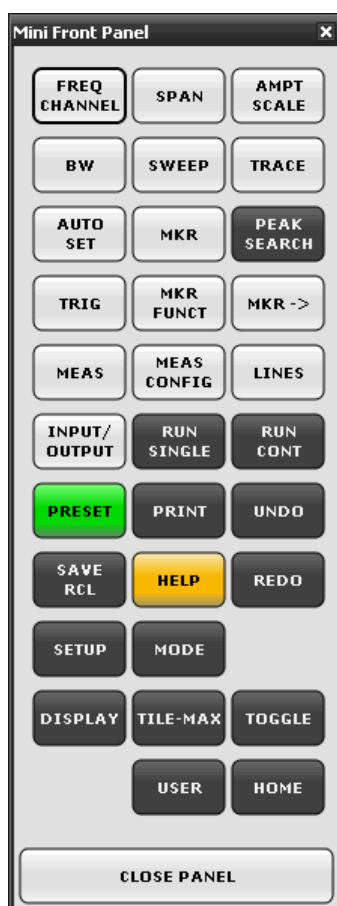 Mini Front Panel x
FREQ CHANNEL SPAN AMPT SCALE
BW SWEEP TRACE
AUTO SET MKR PEAK SEARCH
TRIG MKR FUNCT MKR ->
MEAS MEAS CONFIG LINES
INPUT/ OUTPUT RUN SINGLE RUN CONT
PRESET PRINT UNDO
SAVE RCL HELP REDO
SETUP MODE
DISPLAY TILE-MAX TOGGLE
USER HOME
CLOSE PANEL